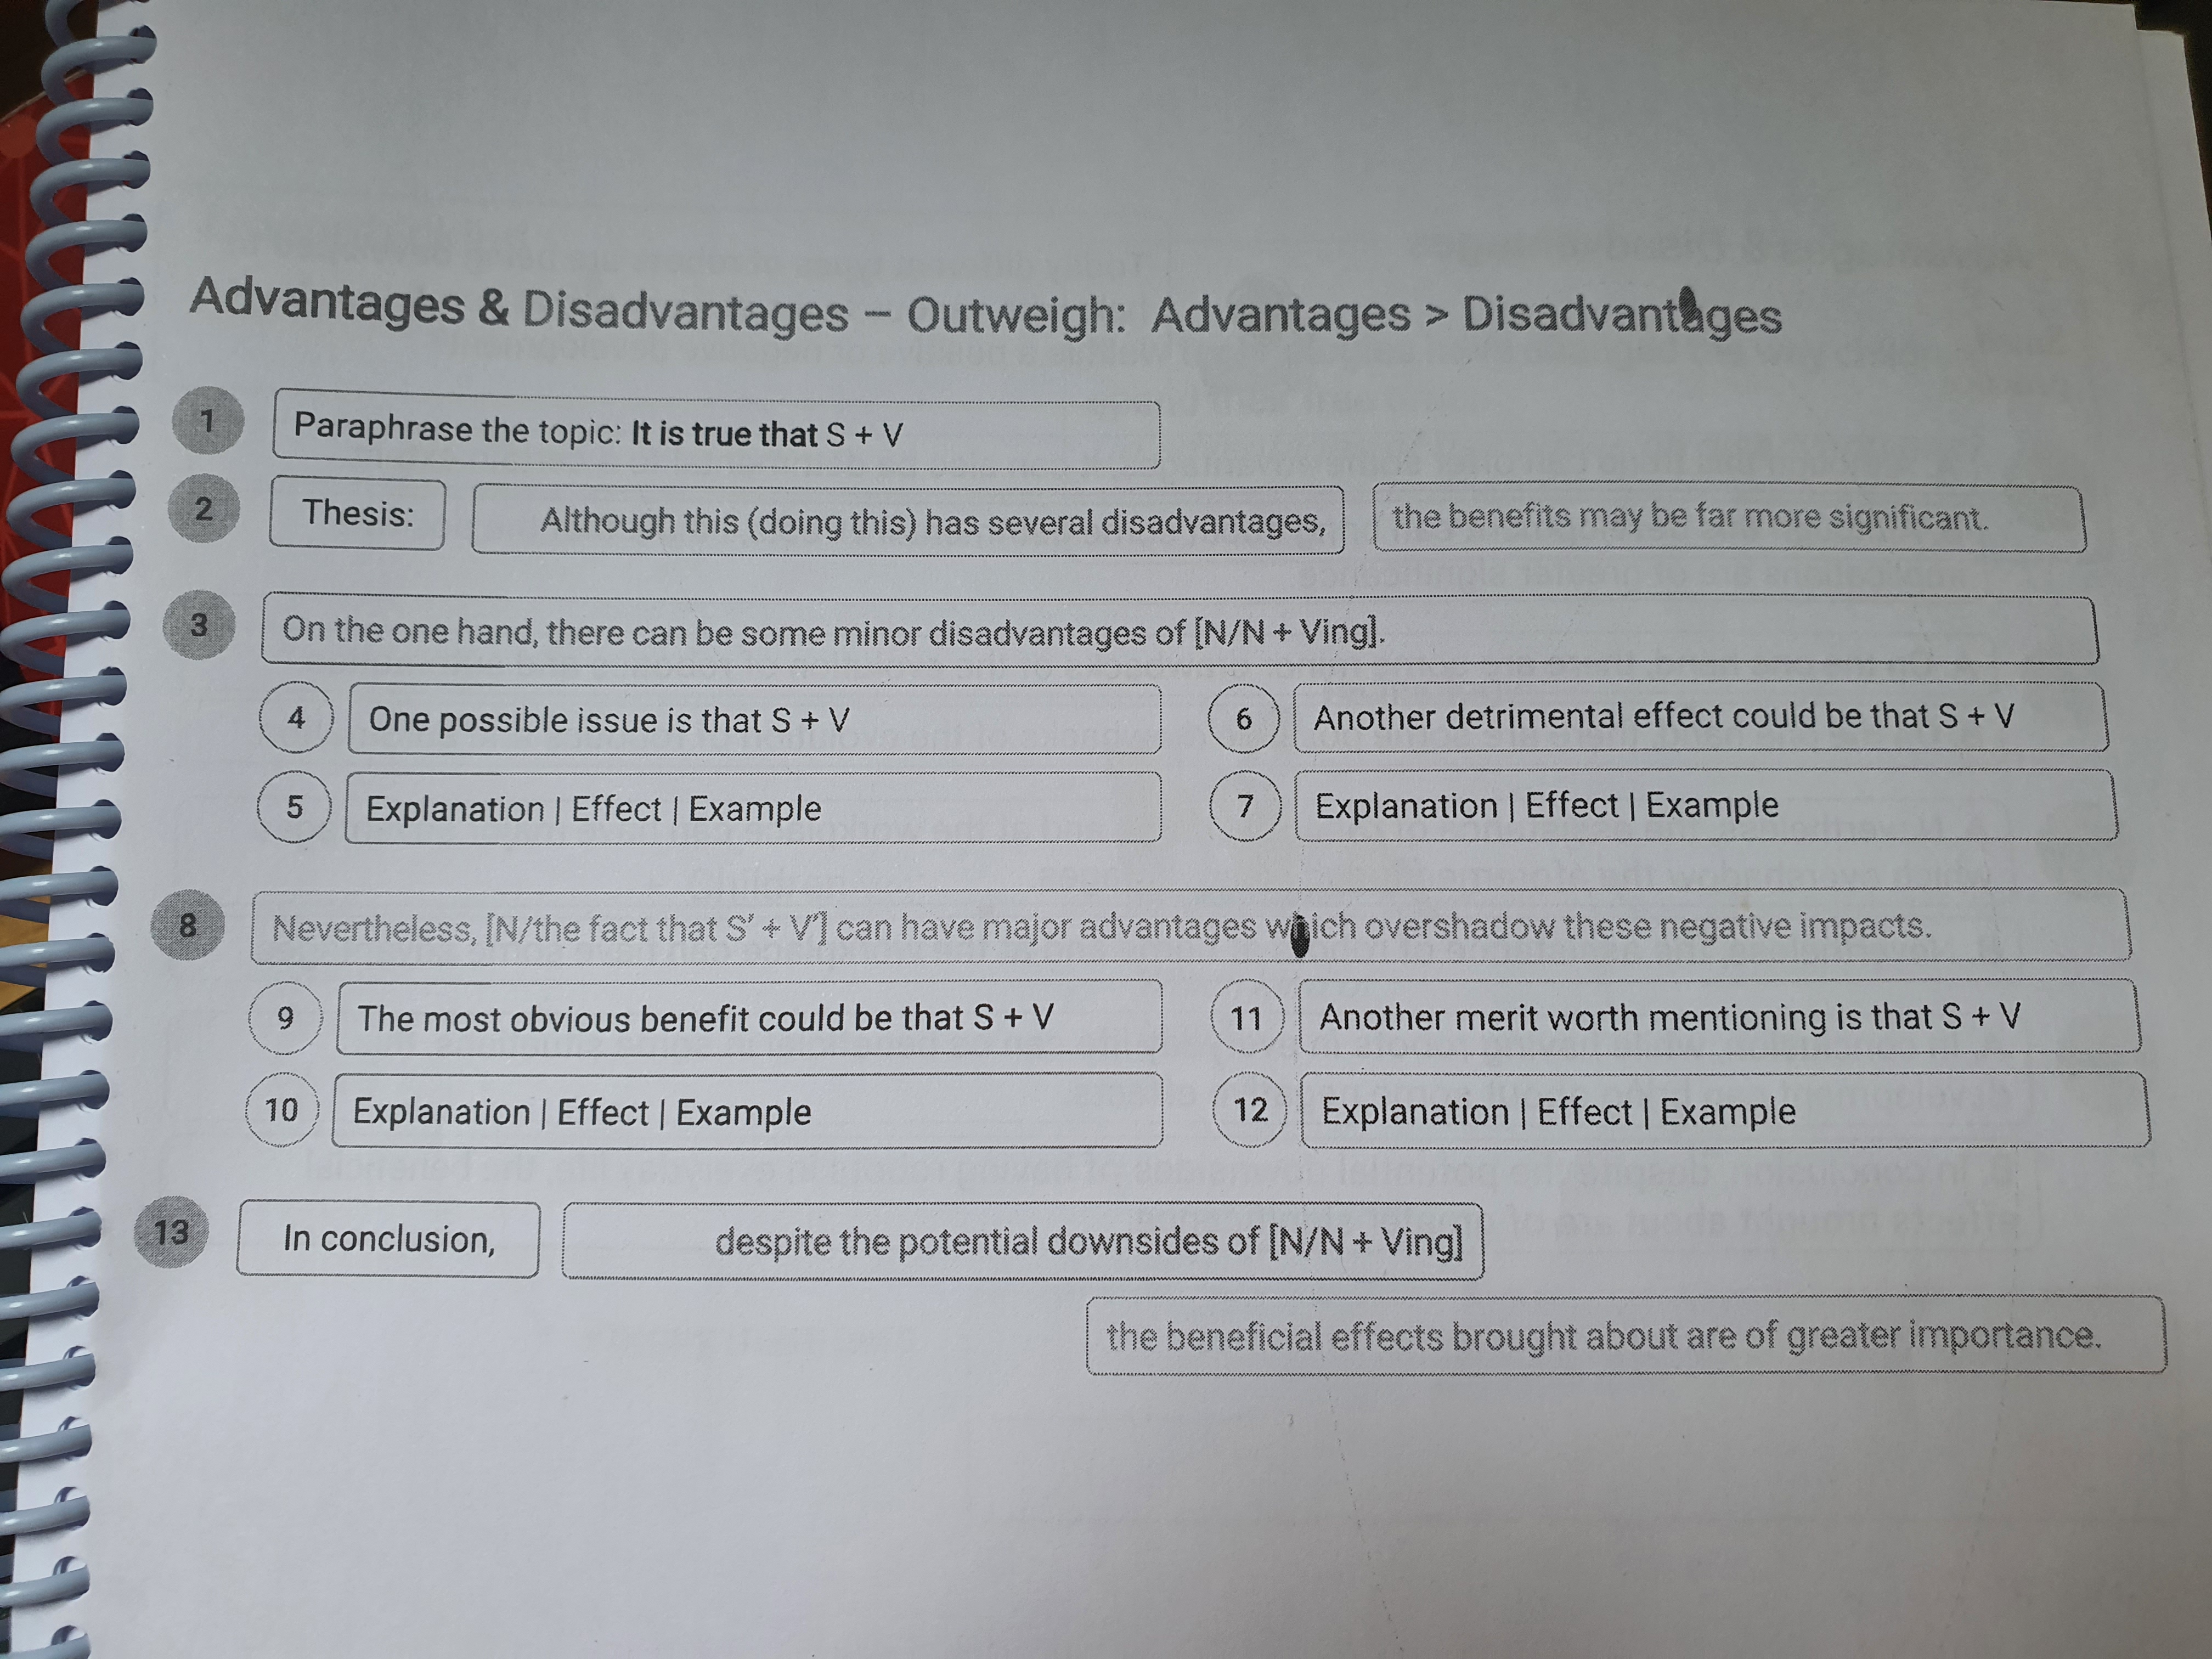 Advantages & Disadvantages – Outweigh: Advantages > Disadvantages
1 Paraphrase the topic: It is true that S + V
2 Thesis: Although this (doing this) has several disadvantages, the benefits may be far more significant.
3 On the one hand, there can be some minor disadvantages of [N/N + Ving].
4 One possible issue is that S + V
5 Explanation | Effect | Example
6 Another detrimental effect could be that S + V
7 Explanation | Effect | Example
8 Nevertheless, [N/the fact that S' + V'] can have major advantages which overshadow these negative impacts.
9 The most obvious benefit could be that S + V
10 Explanation | Effect | Example
11 Another merit worth mentioning is that S + V
12 Explanation | Effect | Example
13 In conclusion, despite the potential downsides of [N/N + Ving]
the beneficial effects brought about are of greater importance.